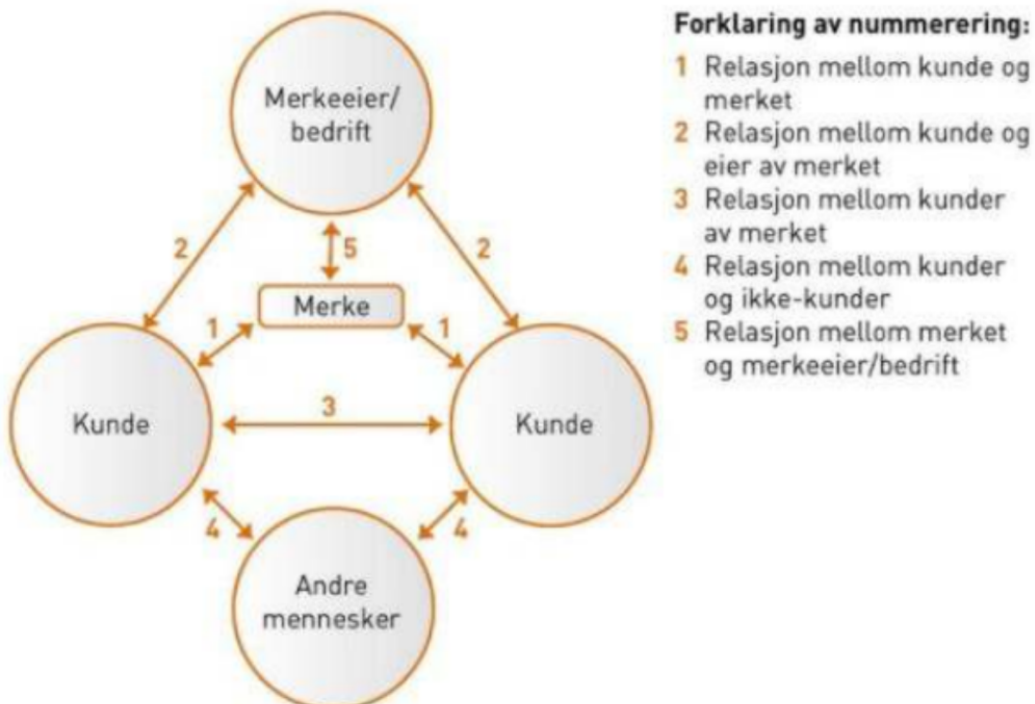 Merkeeier/
bedrift
2
5
2
Merke
1
1
Kunde
3
Kunde
4
4
Andre
mennesker
Forklaring av nummerering:
1 Relasjon mellom kunde og
merket
2 Relasjon mellom kunde og
eier av merket
3 Relasjon mellom kunder
av merket
4 Relasjon mellom kunder
og ikke-kunder
5 Relasjon mellom merket
og merkeeier/bedrift